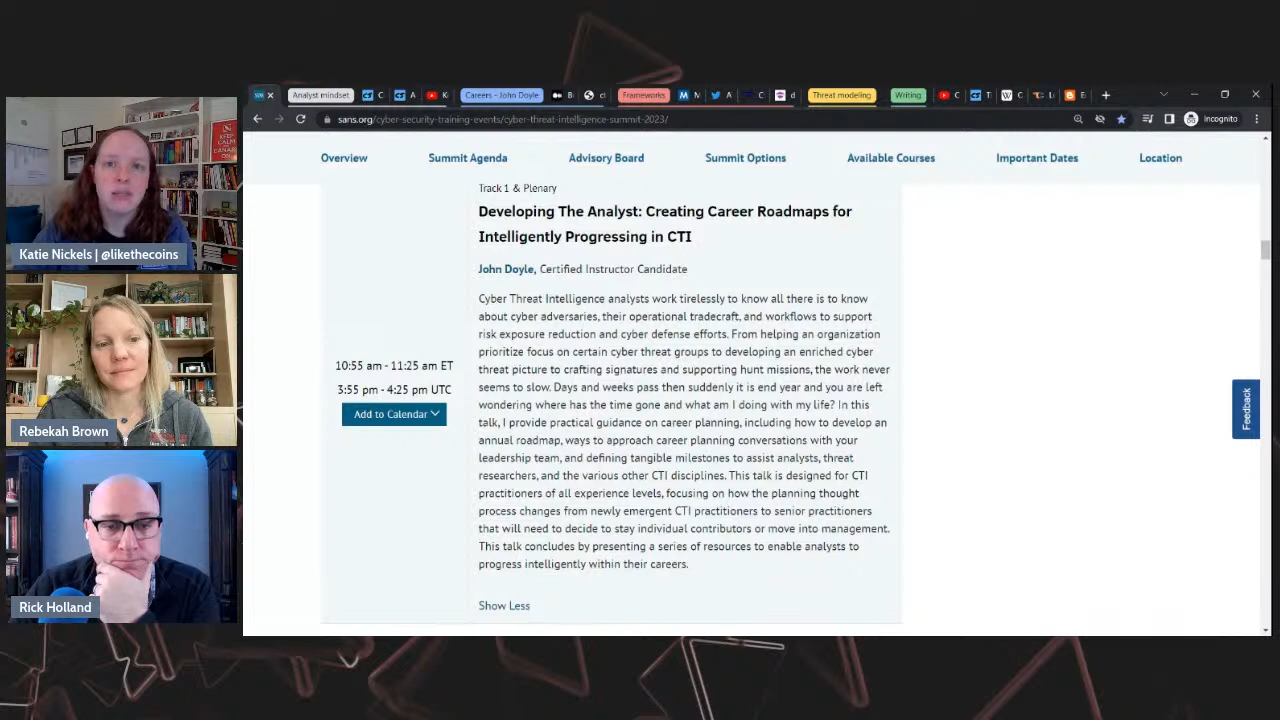 Analyst mindset
C
A
K
Careers – John Doyle
B
ct
Frameworks
M
N
A
C
d
Threat modeling
Writing
C
T
C
Li
E
sans.org/cyber-security-training-events/cyber-threat-intelligence-summit-2023/
Incognito
Overview
Summit Agenda
Advisory Board
Summit Options
Available Courses
Important Dates
Location
Track 1 & Plenary
Developing The Analyst: Creating Career Roadmaps for
Intelligently Progressing in CTI
John Doyle, Certified Instructor Candidate
10:55 am - 11:25 am ET
3:55 pm - 4:25 pm UTC
Add to Calendar
Cyber Threat Intelligence analysts work tirelessly to know all there is to know
about cyber adversaries, their operational tradecraft, and workflows to support
risk exposure reduction and cyber defense efforts. From helping an organization
prioritize focus on certain cyber threat groups to developing an enriched cyber
threat picture to crafting signatures and supporting hunt missions, the work never
seems to slow. Days and weeks pass then suddenly it is end year and you are left
wondering where has the time gone and what am I doing with my life? In this
talk, I provide practical guidance on career planning, including how to develop an
annual roadmap, ways to approach career planning conversations with your
leadership team, and defining tangible milestones to assist analysts, threat
researchers, and the various other CTI disciplines. This talk is designed for CTI
practitioners of all experience levels, focusing on how the planning thought
process changes from newly emergent CTI practitioners to senior practitioners
that will need to decide to stay individual contributors or move into management.
This talk concludes by presenting a series of resources to enable analysts to
progress intelligently within their careers.
Show Less
Feedback
Katie Nickels | @likethecoins
Rebekah Brown
Rick Holland